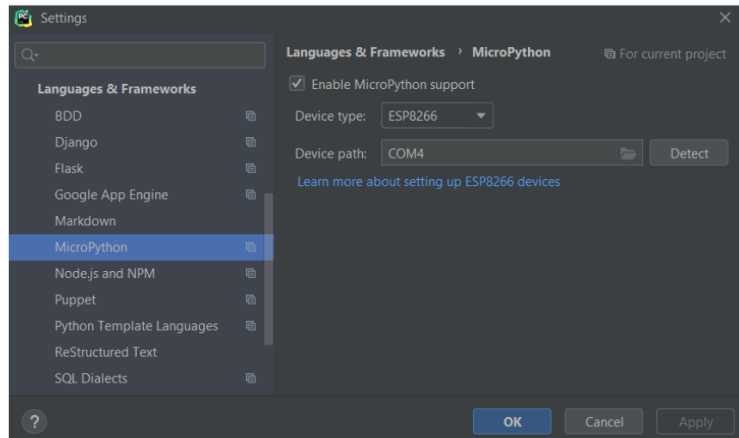 PC Settings
Languages & Frameworks
BDD
Django
Flask
Google App Engine
Markdown
MicroPython
Node.js and NPM
Puppet
Python Template Languages
ReStructured Text
SQL Dialects
Languages & Frameworks › MicroPython
For current project
Enable MicroPython support
Device type: ESP8266
Device path: COM4 Detect
Learn more about setting up ESP8266 devices
? OK Cancel Apply